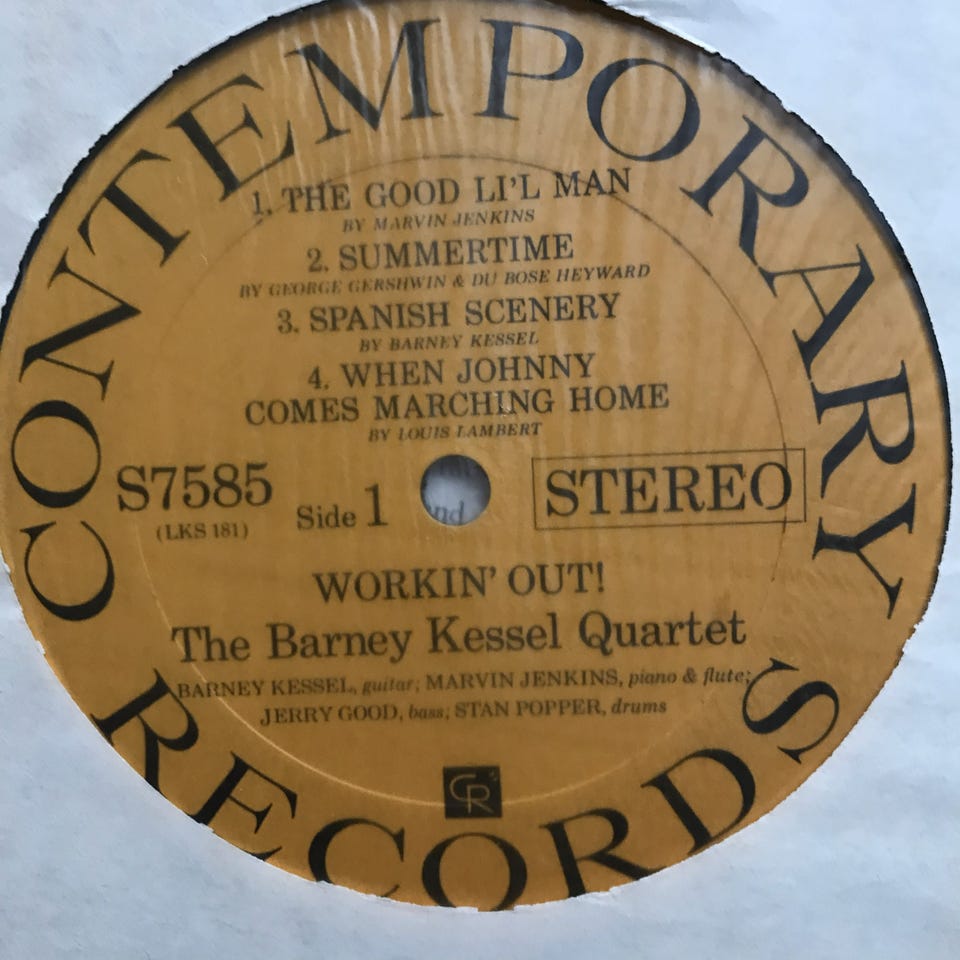 CONTEMPORARY
1. THE GOOD LI'L MAN
BY MARVIN JENKINS
2. SUMMERTIME
BY GEORGE GERSHWIN & DU BOSE HEYWARD
3. SPANISH SCENERY
BY BARNEY KESSEL
4. WHEN JOHNNY
COMES MARCHING HOME
BY LOUIS LAMBERT
S7585
(LKS 181)
Side 1
STEREO
WORKIN' OUT!
The Barney Kessel Quartet
BARNEY KESSEL, guitar; MARVIN JENKINS, piano & flute;
JERRY GOOD, bass; STAN POPPER, drums
CR
RECORDS